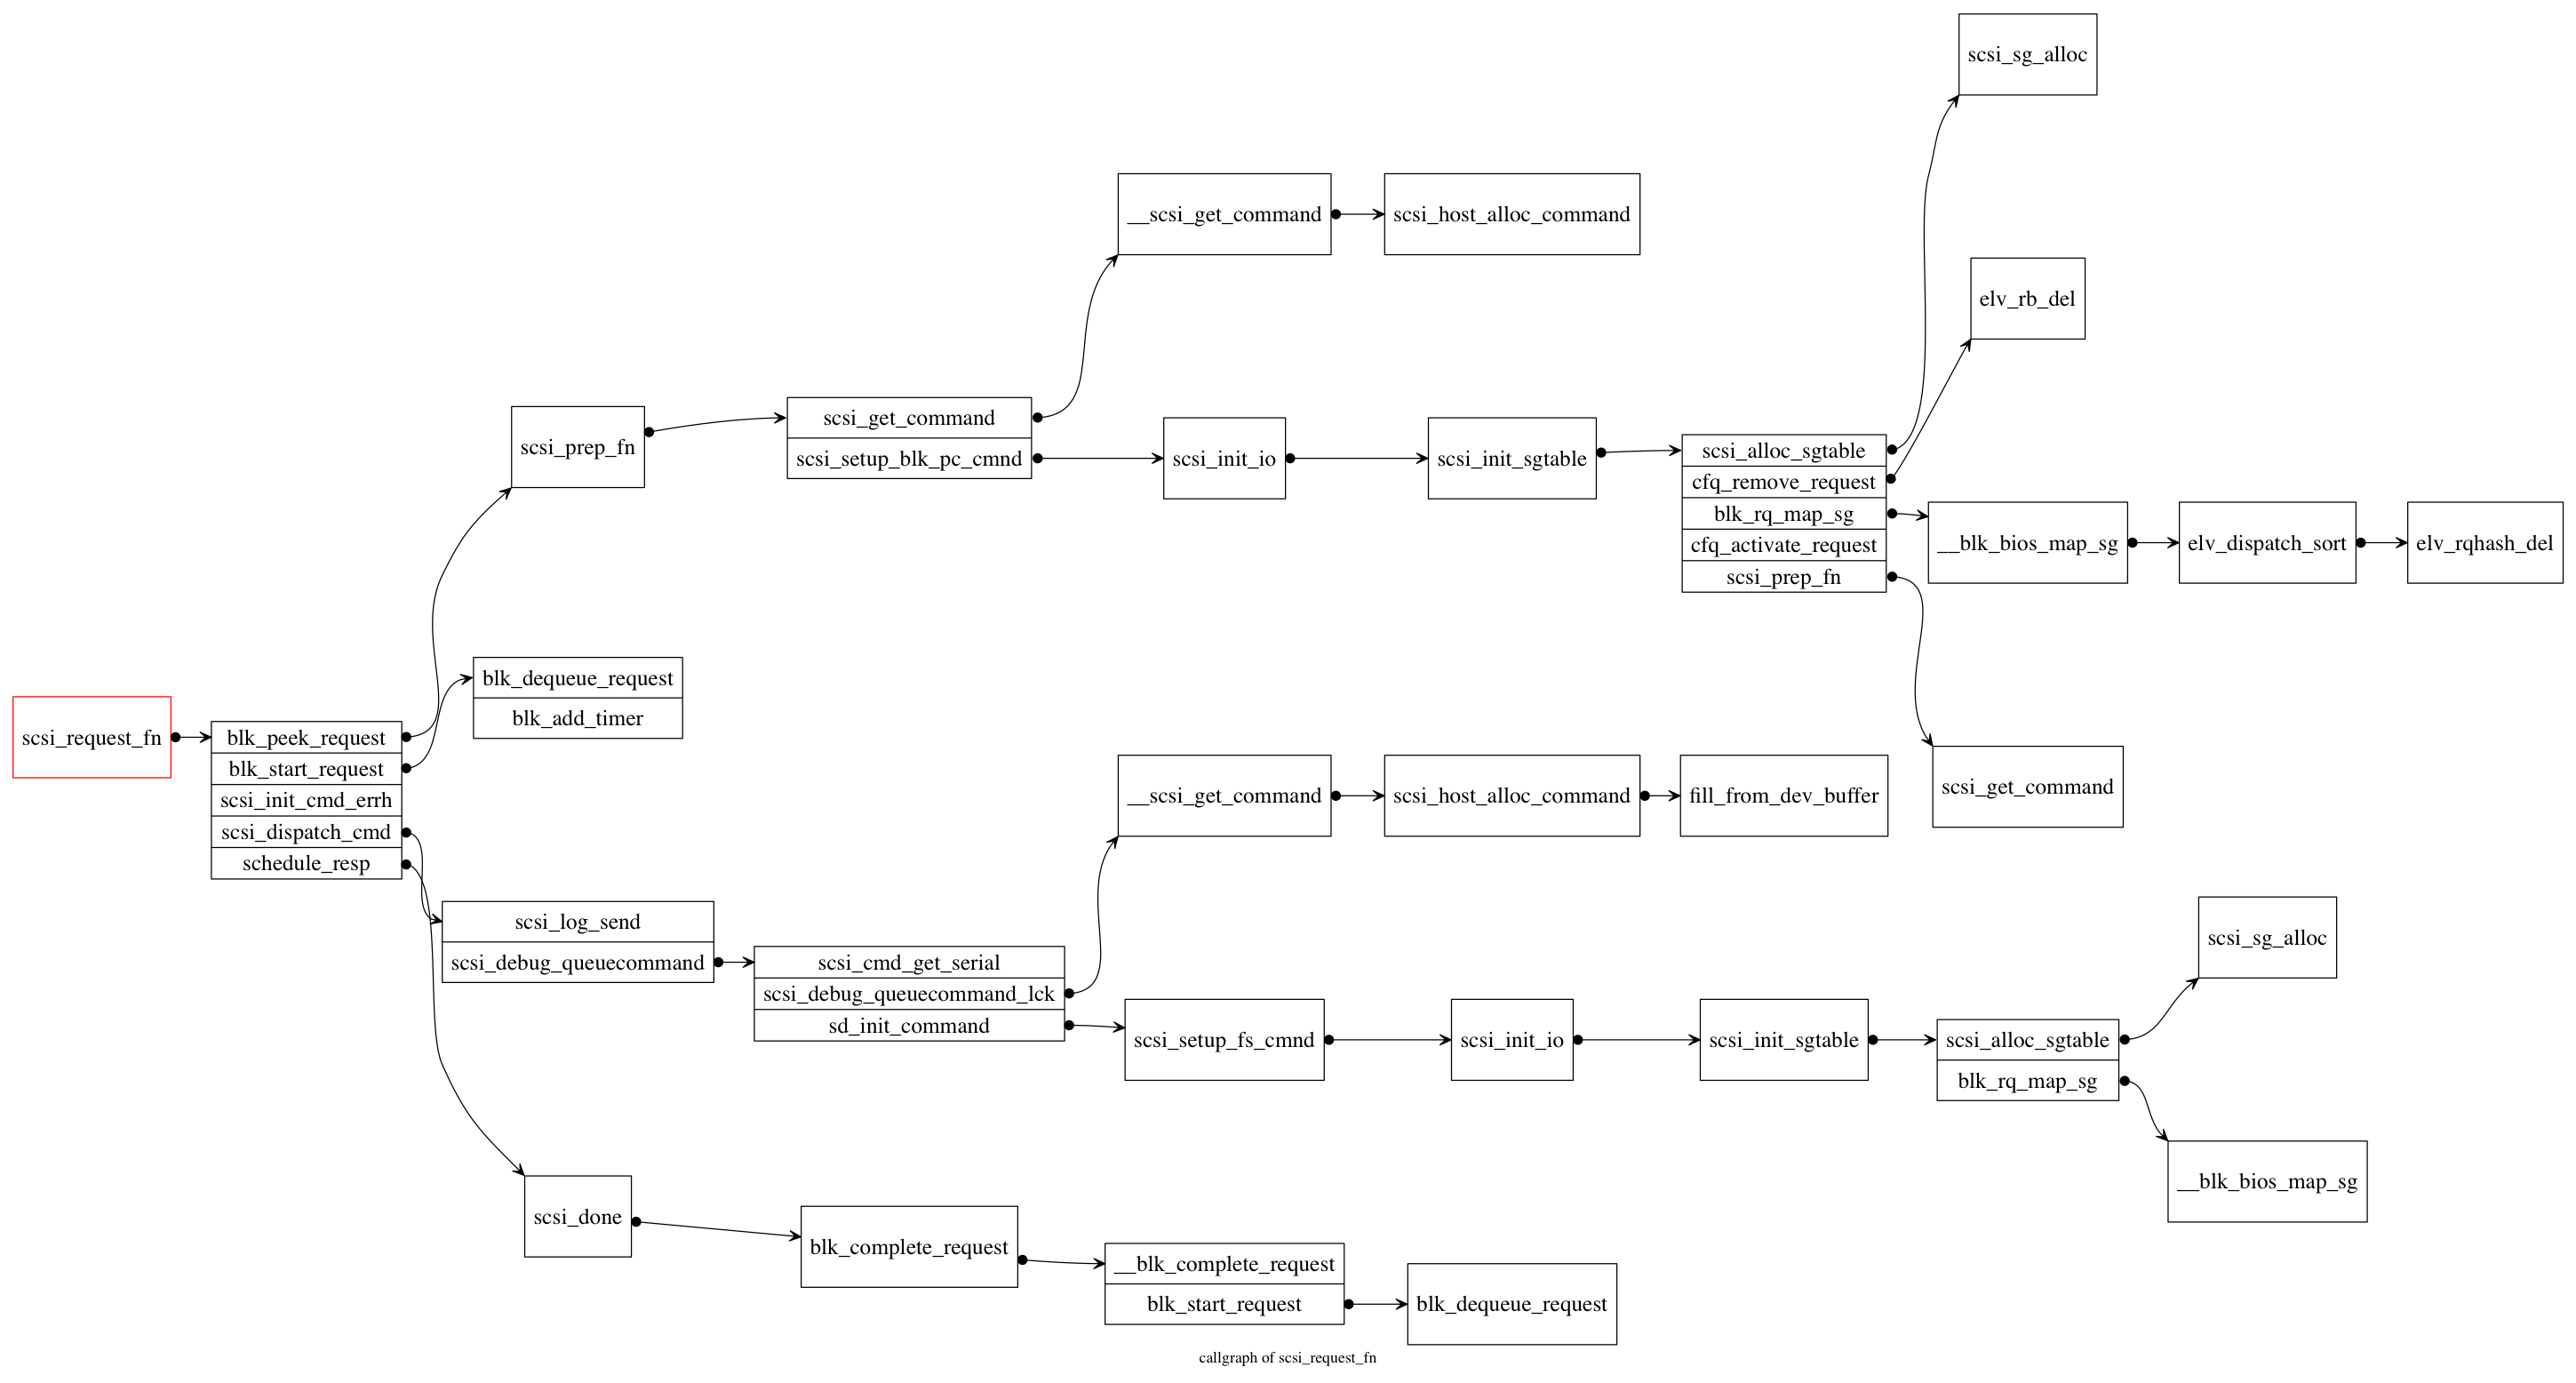 scsi_request_fn
blk_peek_request
blk_start_request
scsi_init_cmd_errh
scsi_dispatch_cmd
schedule_resp
scsi_prep_fn
blk_dequeue_request
blk_add_timer
scsi_log_send
scsi_debug_queuecommand
scsi_done
scsi_get_command
scsi_setup_blk_pc_cmnd
scsi_cmd_get_serial
scsi_debug_queuecommand_lck
sd_init_command
blk_complete_request
__scsi_get_command
scsi_init_io
__scsi_get_command
scsi_setup_fs_cmnd
__blk_complete_request
blk_start_request
scsi_host_alloc_command
scsi_init_sgtable
scsi_host_alloc_command
scsi_init_io
blk_dequeue_request
scsi_alloc_sgtable
cfq_remove_request
blk_rq_map_sg
cfq_activate_request
scsi_prep_fn
fill_from_dev_buffer
scsi_init_sgtable
scsi_sg_alloc
elv_rb_del
__blk_bios_map_sg
scsi_get_command
scsi_alloc_sgtable
blk_rq_map_sg
elv_dispatch_sort
scsi_sg_alloc
__blk_bios_map_sg
elv_rqhash_del
callgraph of scsi_request_fn